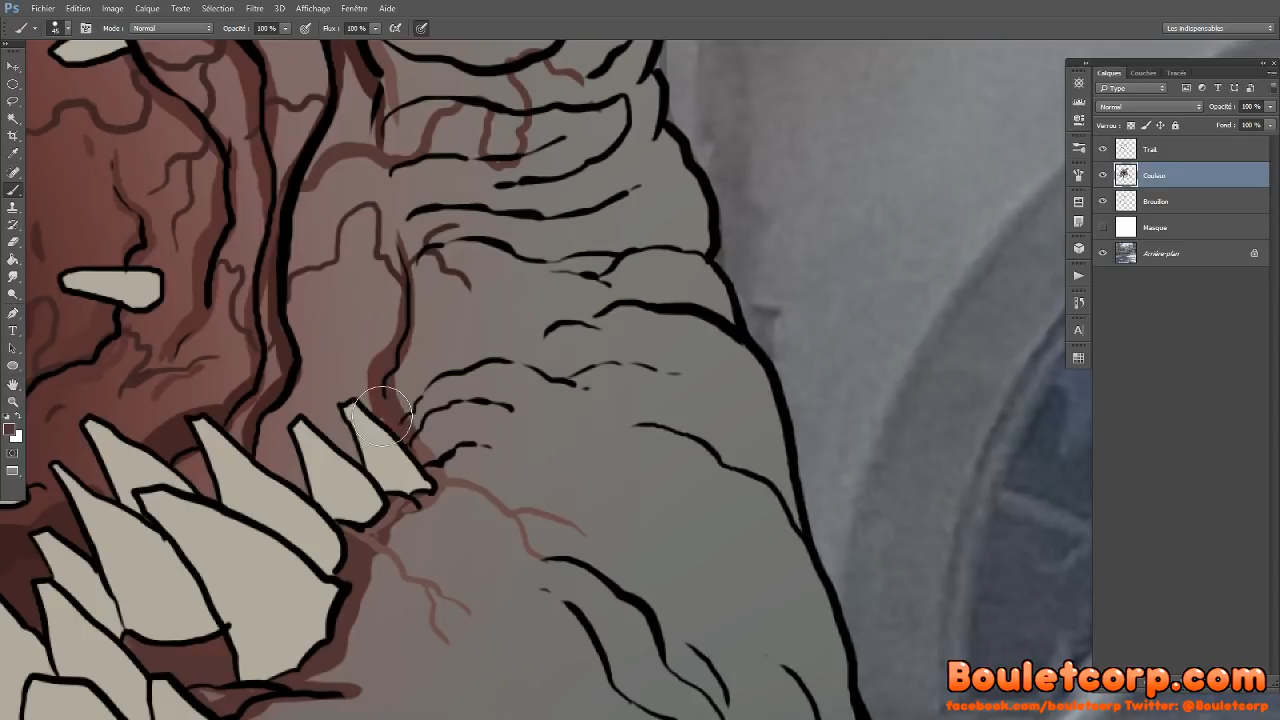 Ps Fichier Edition Image Calque Texte Sélection Filtre 3D Affichage Fenêtre Aide
45 Mode : Normal Opacité : 100 % Flux : 100 % Les indispensables
Calques Couches Tracés
Type
Normal Opacité : 100 %
Verrou : Fond : 100 %
Trait
Couleur
Brouillon
Masque
Arrière-plan
Bouletcorp.com
facebook.com/bouletcorp Twitter: @Bouletcorp